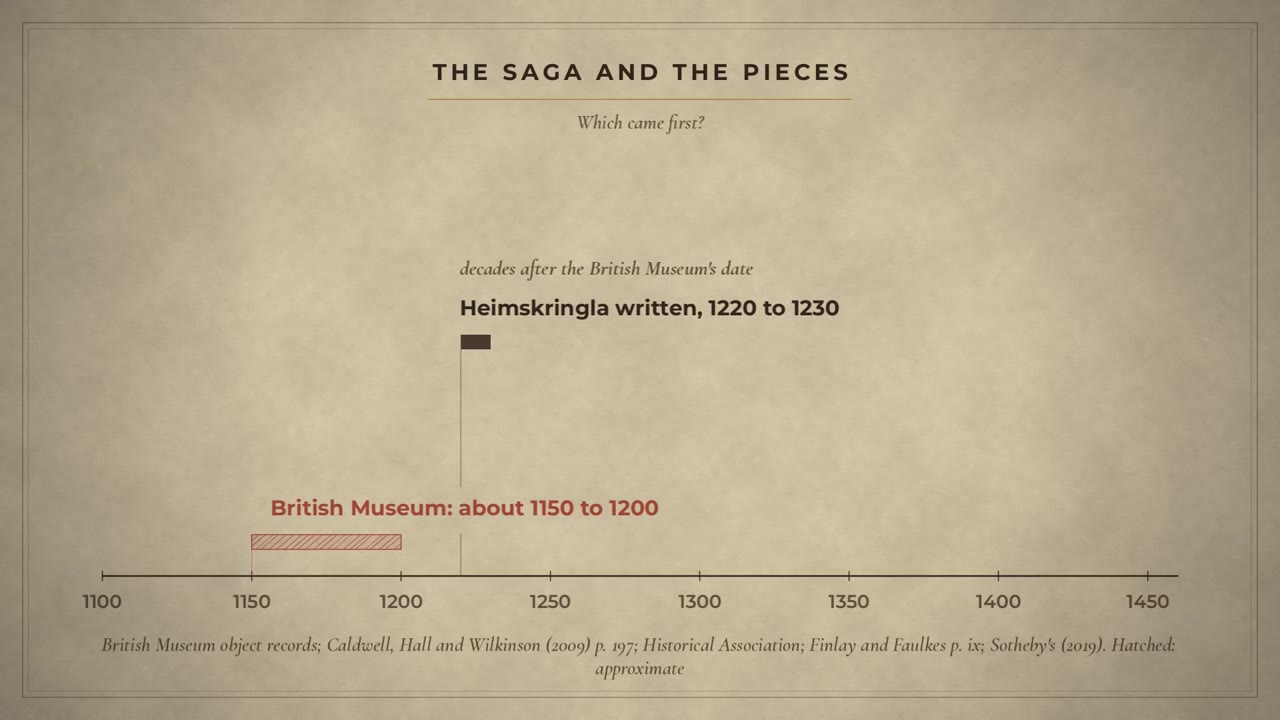 THE SAGA AND THE PIECES
Which came first?
decades after the British Museum's date
Heimskringla written, 1220 to 1230
British Museum: about 1150 to 1200
1100 1150 1200 1250 1300 1350 1400 1450
British Museum object records; Caldwell, Hall and Wilkinson (2009) p. 197; Historical Association; Finlay and Faulkes p. ix; Sotheby's (2019). Hatched:
approximate